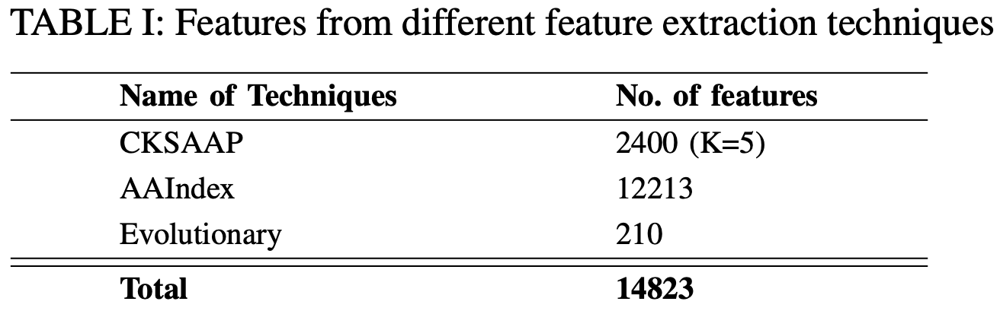 TABLE I: Features from different feature extraction techniques
Name of Techniques No. of features
CKSAAP 2400 (K=5)
AAIndex 12213
Evolutionary 210
Total 14823